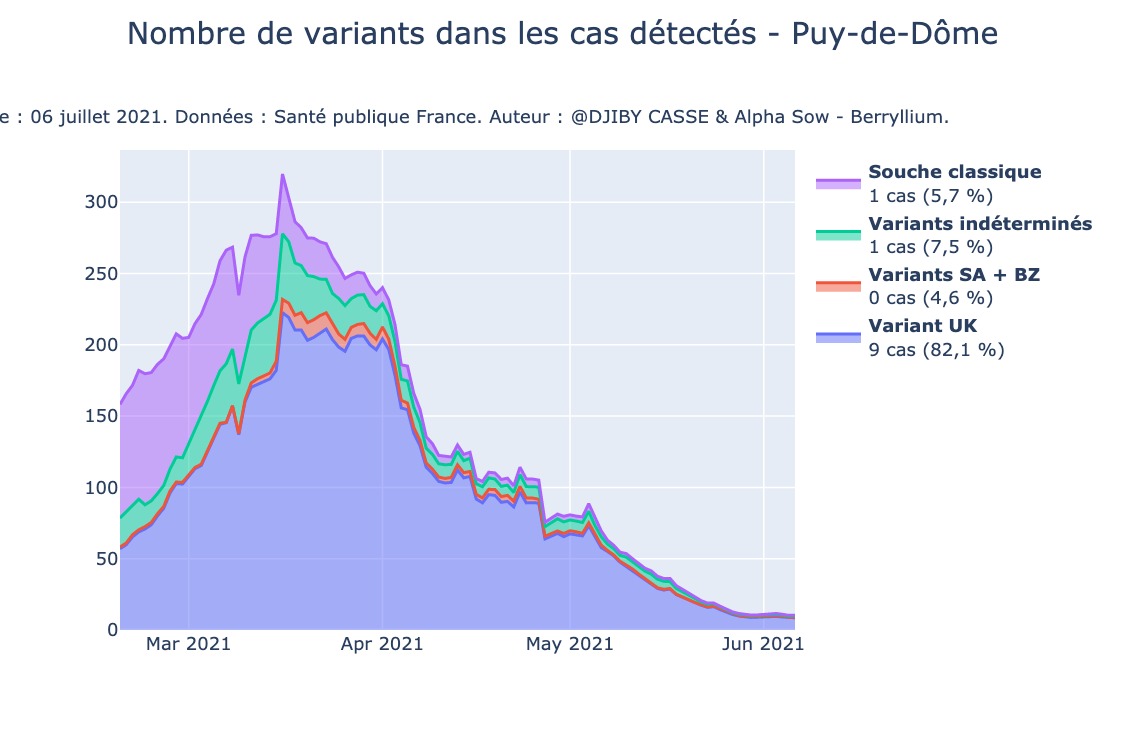 Nombre de variants dans les cas détectés - Puy-de-Dôme
e : 06 juillet 2021. Données : Santé publique France. Auteur : @DJIBY CASSE & Alpha Sow - Berryllium.
Souche classique
1 cas (5,7 %)
Variants indéterminés
1 cas (7,5 %)
Variants SA + BZ
0 cas (4,6 %)
Variant UK
9 cas (82,1 %)
300
250
200
150
100
50
0
Mar 2021 Apr 2021 May 2021 Jun 2021